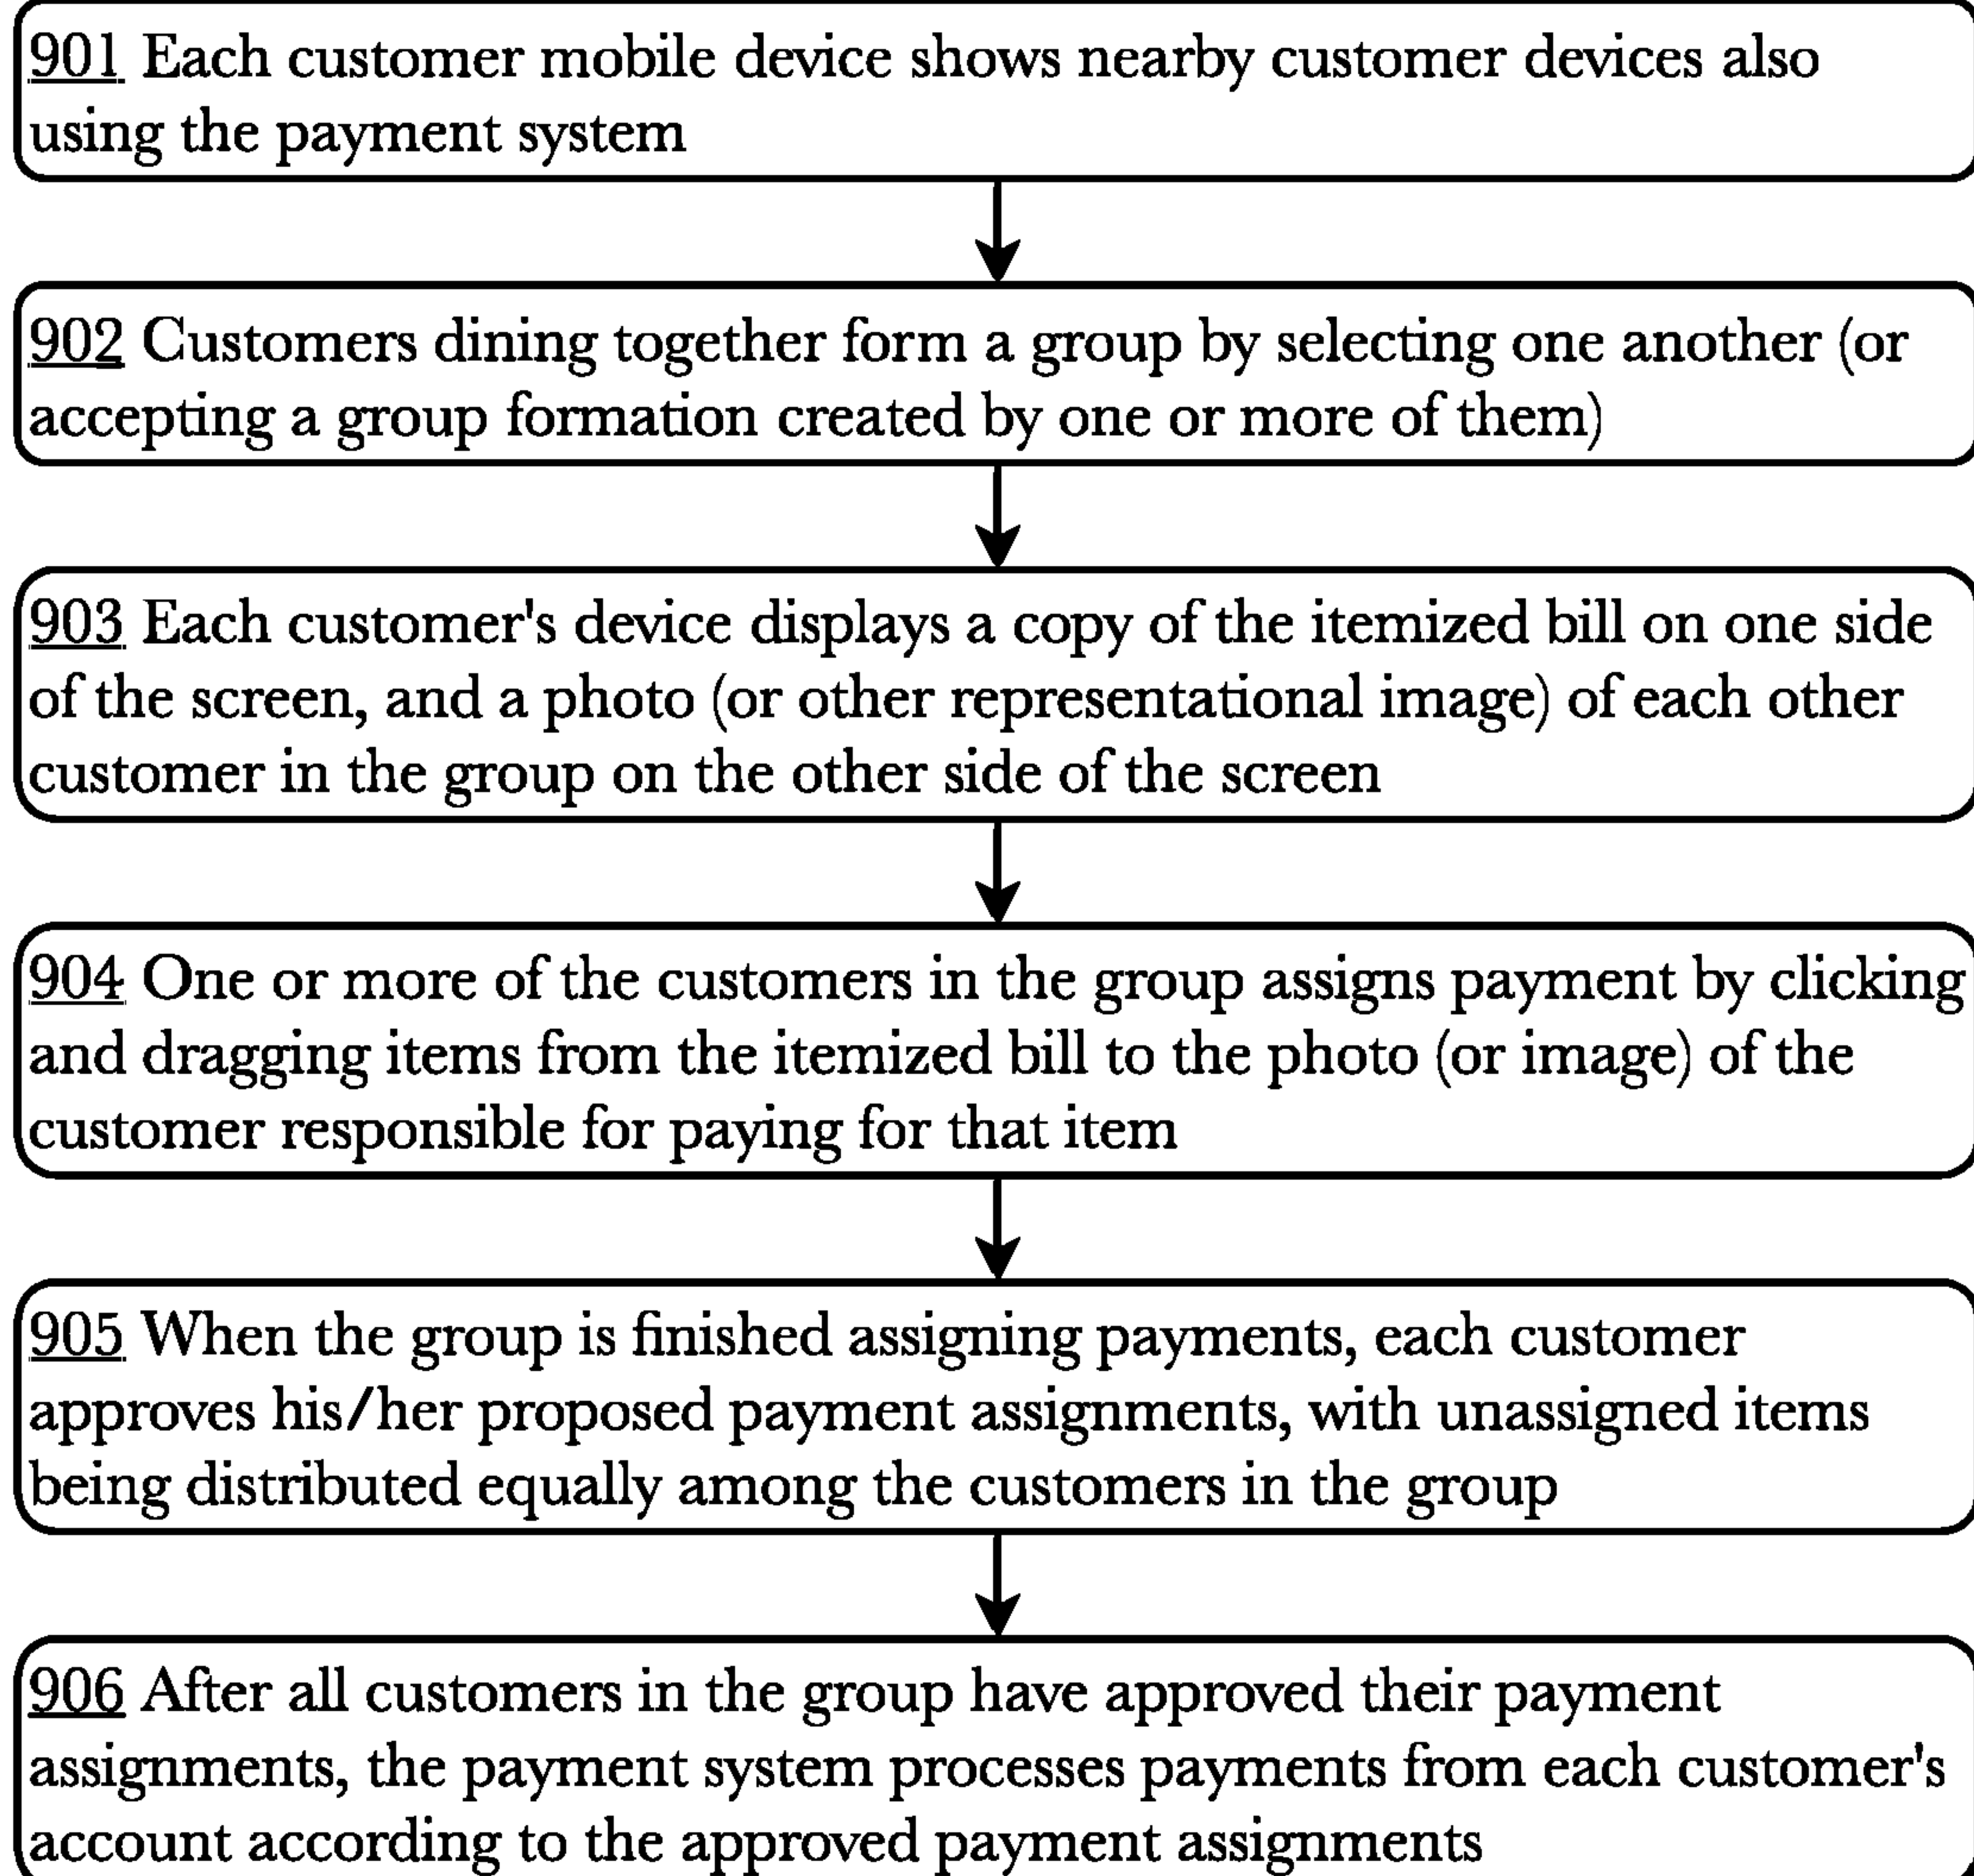 901 Each customer mobile device shows nearby customer devices also
using the payment system
902 Customers dining together form a group by selecting one another (or
accepting a group formation created by one or more of them)
903 Each customer's device displays a copy of the itemized bill on one side
of the screen, and a photo (or other representational image) of each other
customer in the group on the other side of the screen
904 One or more of the customers in the group assigns payment by clicking
and dragging items from the itemized bill to the photo (or image) of the
customer responsible for paying for that item
905 When the group is finished assigning payments, each customer
approves his/her proposed payment assignments, with unassigned items
being distributed equally among the customers in the group
906 After all customers in the group have approved their payment
assignments, the payment system processes payments from each customer's
account according to the approved payment assignments